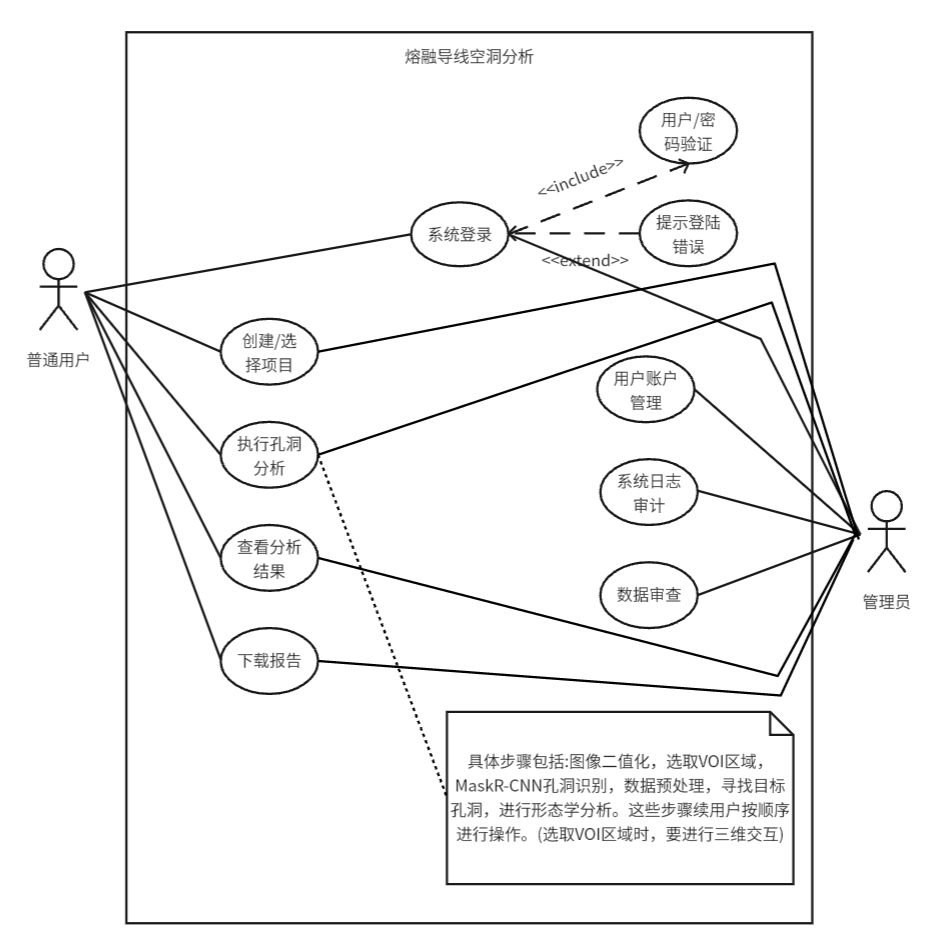 熔融导线空洞分析
用户/密
码验证
<<include>>
系统登录
提示登陆
错误
<<extend>>
普通用户
创建/选
择项目
用户账户
管理
执行孔洞
分析
系统日志
审计
查看分析
结果
数据审查
管理员
下载报告
具体步骤包括:图像二值化，选取VOI区域，
MaskR-CNN孔洞识别，数据预处理，寻找目标
孔洞，进行形态学分析。这些步骤续用户按顺序
进行操作。(选取VOI区域时，要进行三维交互)